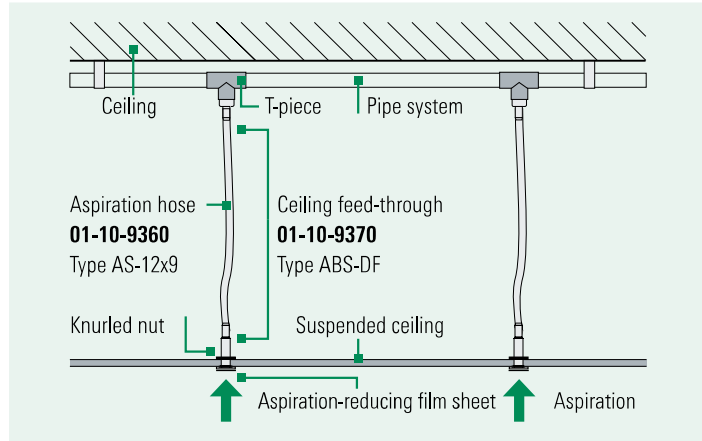 Ceiling
T-piece
Pipe system
Aspiration hose
01-10-9360
Type AS-12x9
Ceiling feed-through
01-10-9370
Type ABS-DF
Knurled nut
Suspended ceiling
Aspiration-reducing film sheet
Aspiration